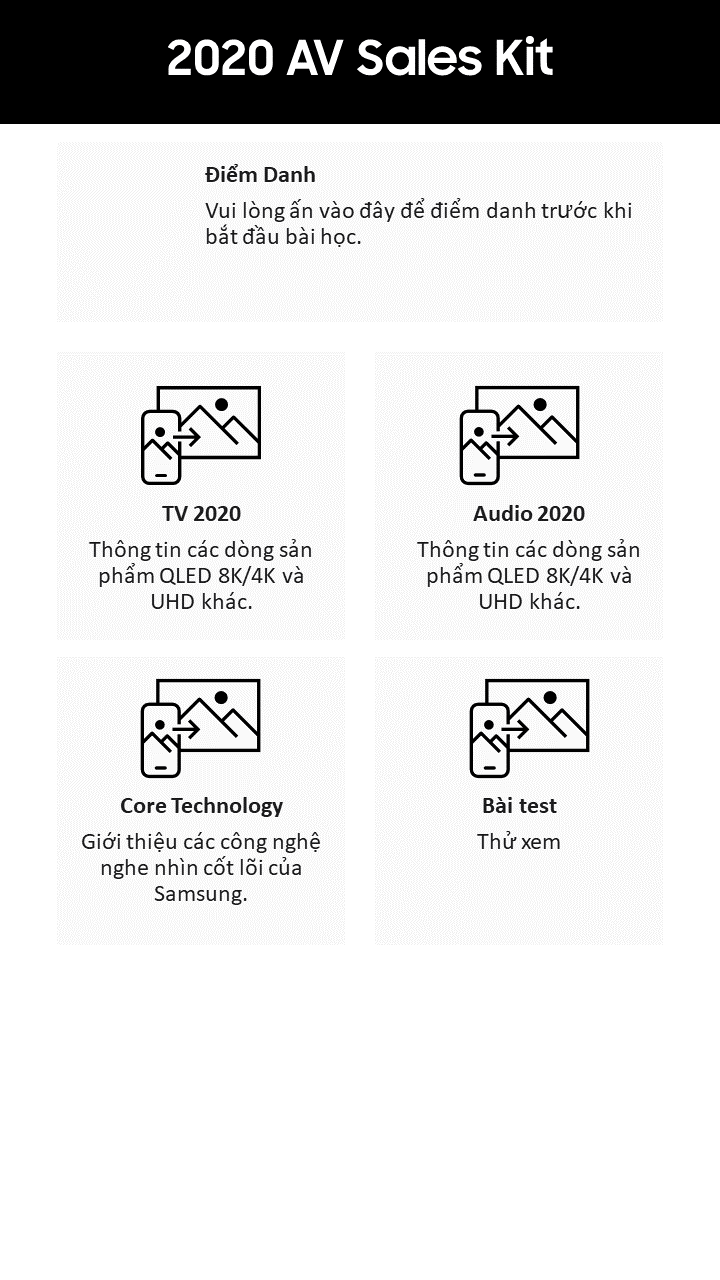 2020 AV Sales Kit
Điểm Danh
Vui lòng ấn vào đây để điểm danh trước khi
bắt đầu bài học.
TV 2020
Thông tin các dòng sản
phẩm QLED 8K/4K và
UHD khác.
Audio 2020
Thông tin các dòng sản
phẩm QLED 8K/4K và
UHD khác.
Core Technology
Giới thiệu các công nghệ
nghe nhìn cốt lõi của
Samsung.
Bài test
Thử xem